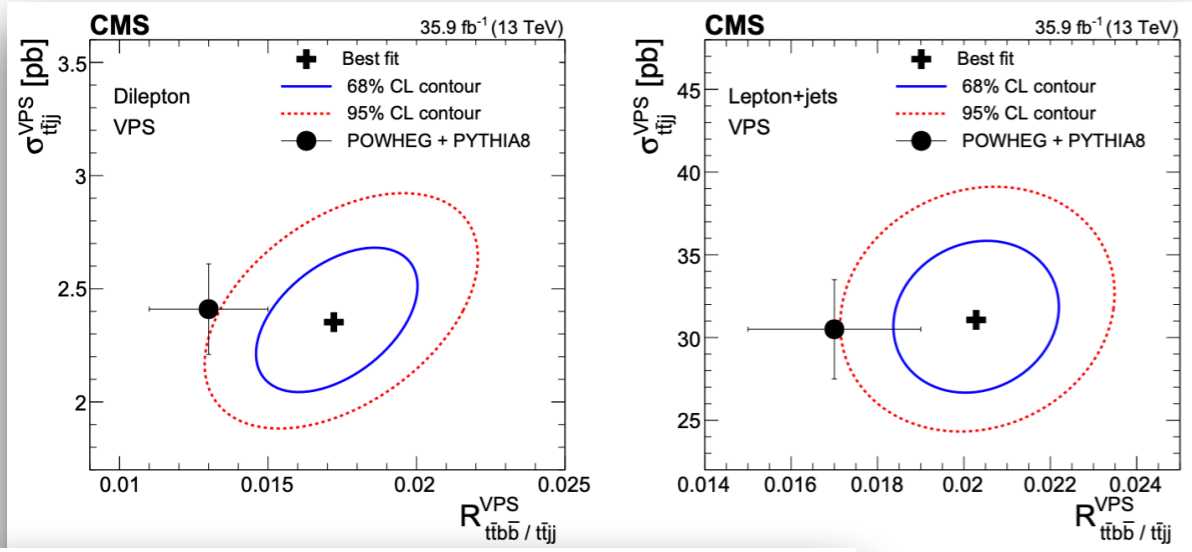 CMS 35.9 fb⁻¹ (13 TeV)
σ^VPS_tt̄jj [pb]
3.5
3
2.5
2
Dilepton
VPS
Best fit
68% CL contour
95% CL contour
POWHEG + PYTHIA8
0.01 0.015 0.02 0.025
R^VPS_tt̄bb̄ / tt̄jj
CMS 35.9 fb⁻¹ (13 TeV)
σ^VPS_tt̄jj [pb]
45
40
35
30
25
Lepton+jets
VPS
Best fit
68% CL contour
95% CL contour
POWHEG + PYTHIA8
0.014 0.016 0.018 0.02 0.022 0.024
R^VPS_tt̄bb̄ / tt̄jj